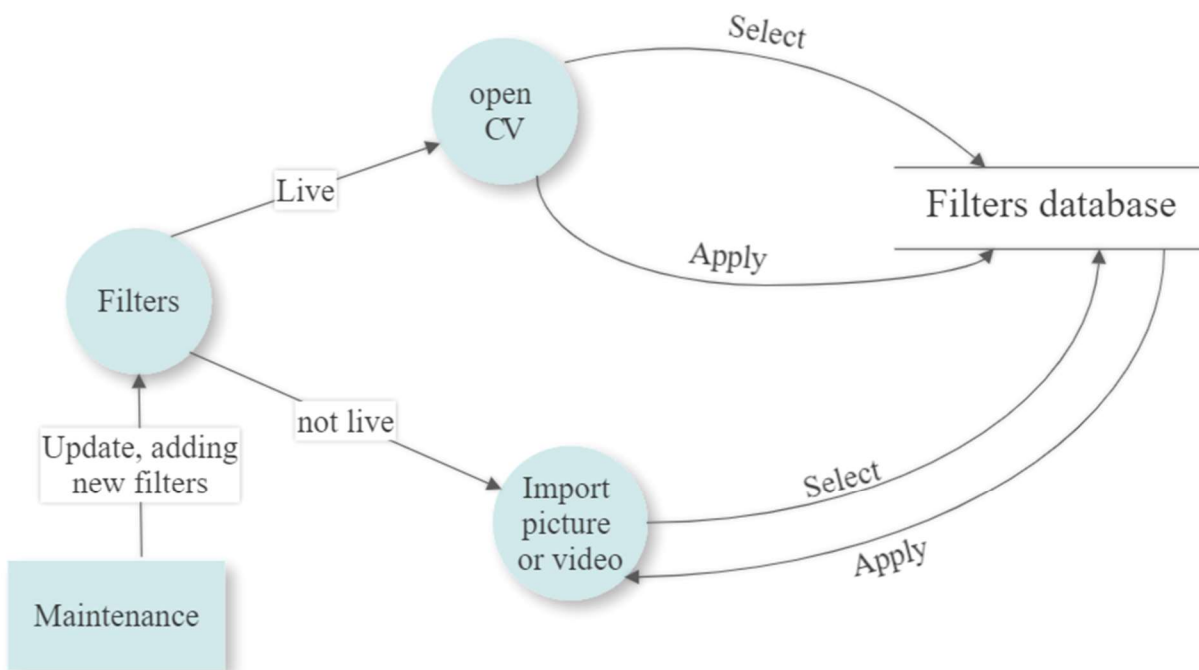 Select
open
CV
Live
Filters database
Apply
Filters
not live
Update, adding
new filters
Import
picture
or video
Select
Apply
Maintenance